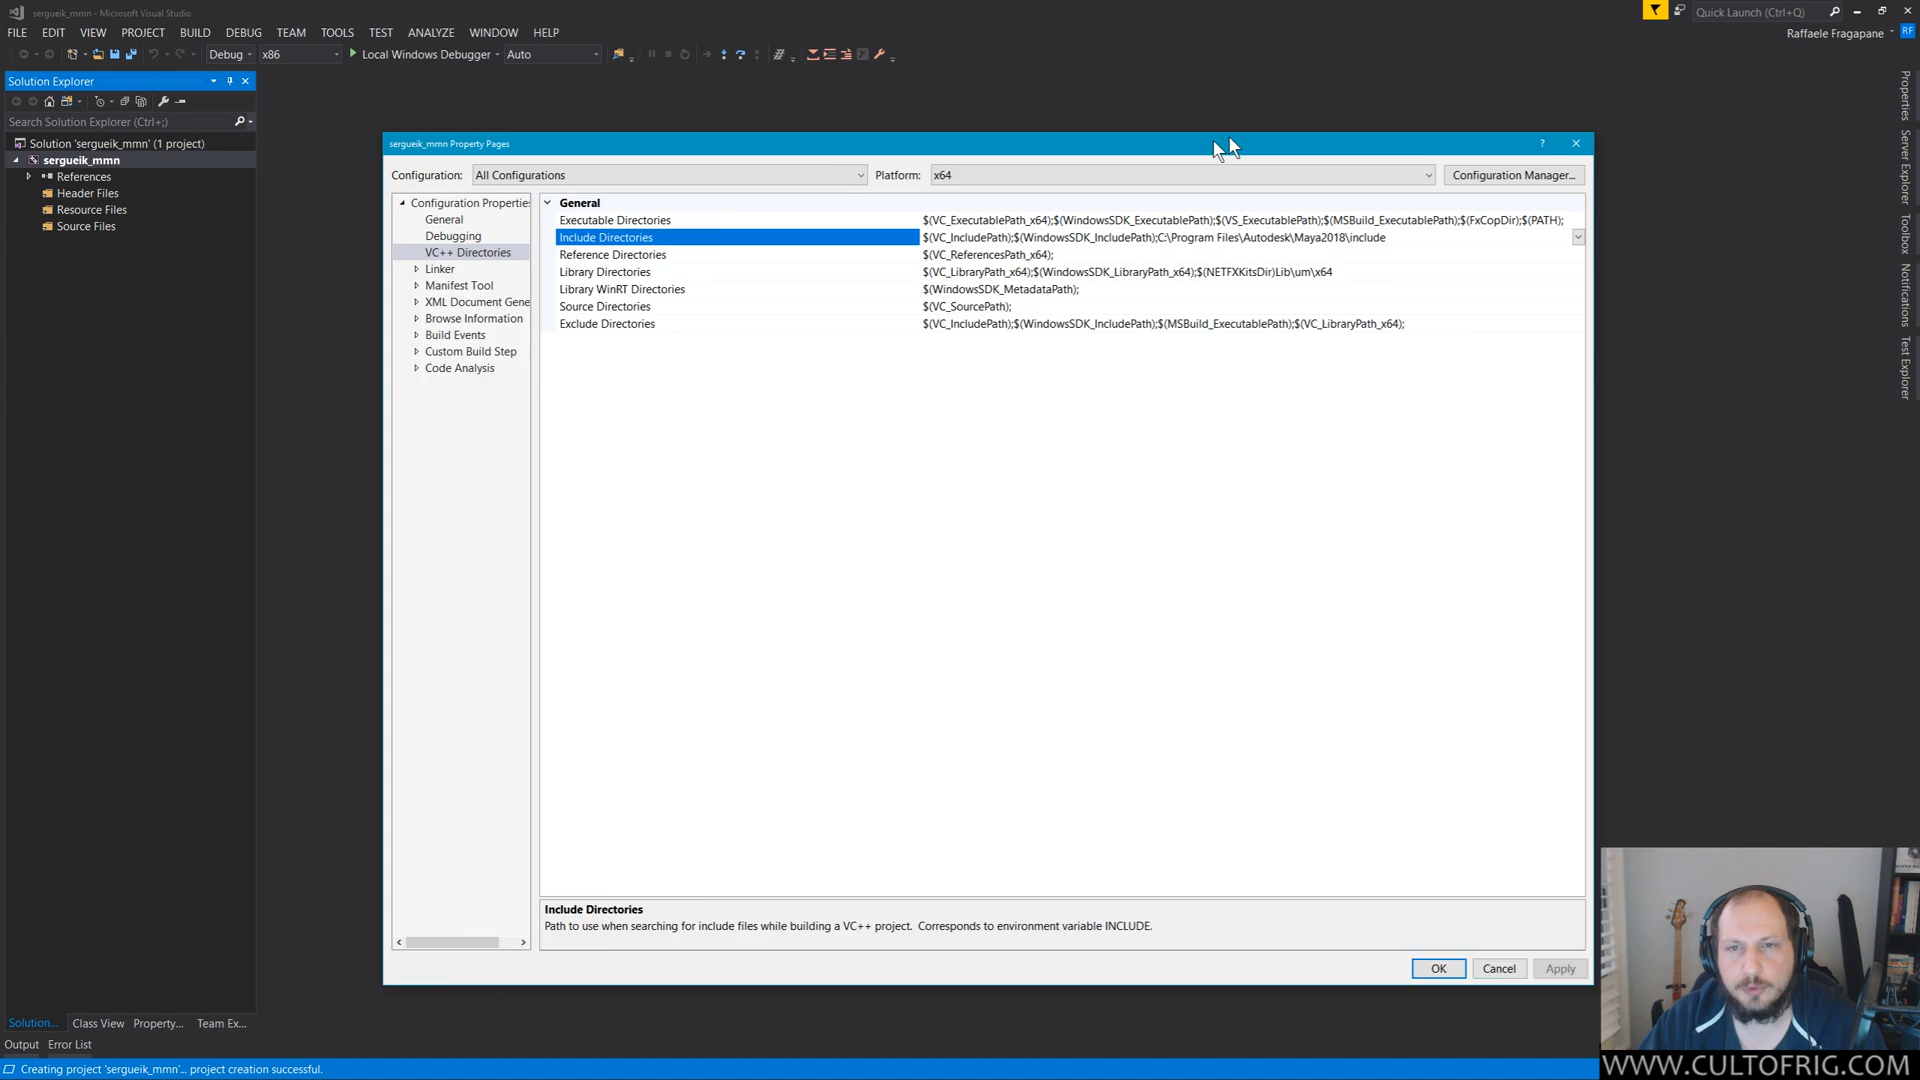 sergueik_mmn - Microsoft Visual Studio
Quick Launch (Ctrl+Q)
FILE EDIT VIEW PROJECT BUILD DEBUG TEAM TOOLS TEST ANALYZE WINDOW HELP
Raffaele Fragapane RF
Debug x86 Local Windows Debugger Auto
Solution Explorer
Search Solution Explorer (Ctrl+;)
Solution 'sergueik_mmn' (1 project)
sergueik_mmn
References
Header Files
Resource Files
Source Files
sergueik_mmn Property Pages
Configuration: All Configurations Platform: x64 Configuration Manager...
Configuration Propertie
General
Debugging
VC++ Directories
Linker
Manifest Tool
XML Document Gene
Browse Information
Build Events
Custom Build Step
Code Analysis
General
Executable Directories $(VC_ExecutablePath_x64);$(WindowsSDK_ExecutablePath);$(VS_ExecutablePath);$(MSBuild_ExecutablePath);$(FxCopDir);$(PATH);
Include Directories $(VC_IncludePath);$(WindowsSDK_IncludePath);C:\Program Files\Autodesk\Maya2018\include
Reference Directories $(VC_ReferencesPath_x64);
Library Directories $(VC_LibraryPath_x64);$(WindowsSDK_LibraryPath_x64);$(NETFXKitsDir)Lib\um\x64
Library WinRT Directories $(WindowsSDK_MetadataPath);
Source Directories $(VC_SourcePath);
Exclude Directories $(VC_IncludePath);$(WindowsSDK_IncludePath);$(MSBuild_ExecutablePath);$(VC_LibraryPath_x64);
Include Directories
Path to use when searching for include files while building a VC++ project. Corresponds to environment variable INCLUDE.
OK Cancel Apply
Properties
Server Explorer
Toolbox
Notifications
Test Explorer
Solution... Class View Property... Team Ex...
Output Error List
Creating project 'sergueik_mmn'... project creation successful.
WWW.CULTOFRIG.COM